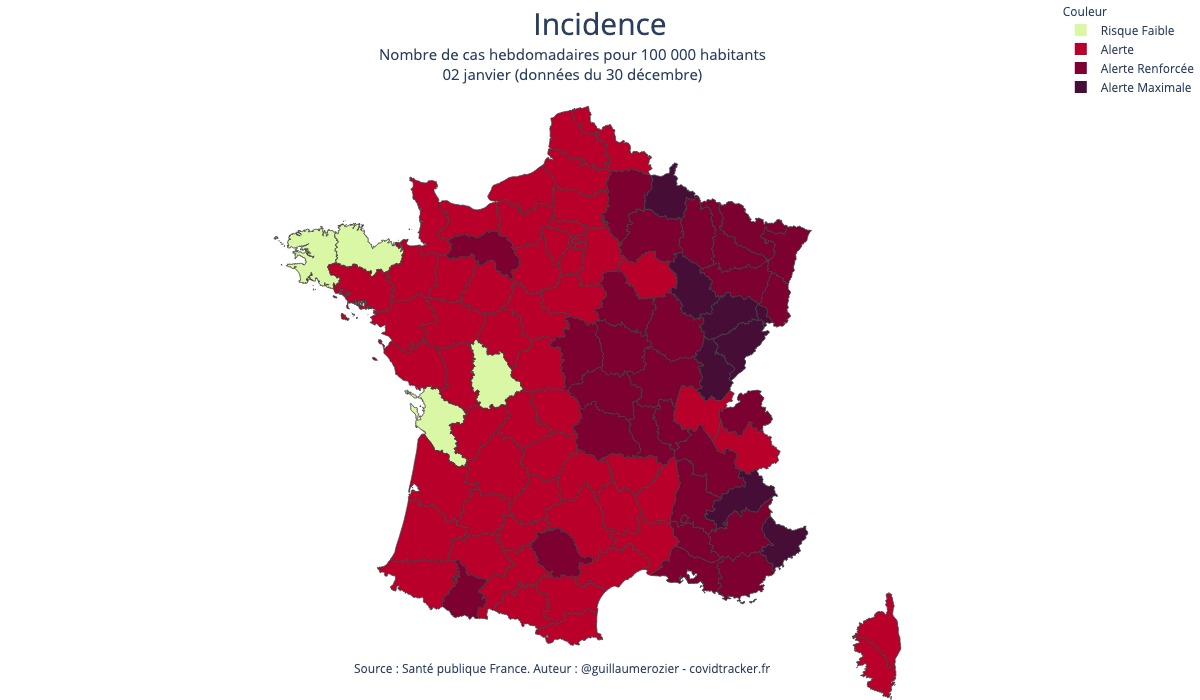 Incidence
Nombre de cas hebdomadaires pour 100 000 habitants
02 janvier (données du 30 décembre)
Couleur
Risque Faible
Alerte
Alerte Renforcée
Alerte Maximale
Source : Santé publique France. Auteur : @guillaumerozier - covidtracker.fr